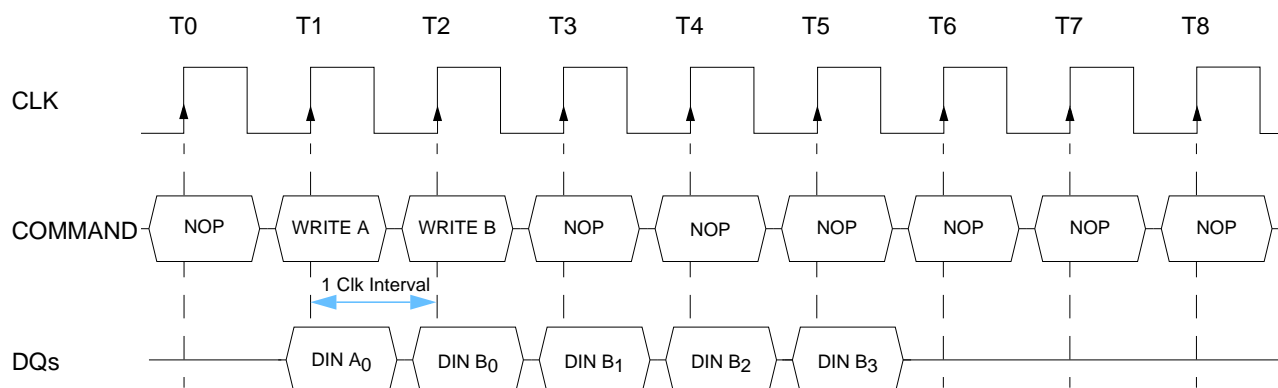 T0 T1 T2 T3 T4 T5 T6 T7 T8
CLK
COMMAND NOP WRITE A WRITE B NOP NOP NOP NOP NOP NOP
1 Clk Interval
DQs DIN A0 DIN B0 DIN B1 DIN B2 DIN B3